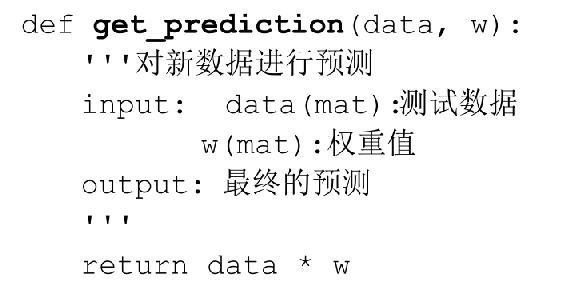 def get_prediction(data, w):
    '''对新数据进行预测
    input:  data(mat):测试数据
            w(mat):权重值
    output: 最终的预测
    '''
    return data * w